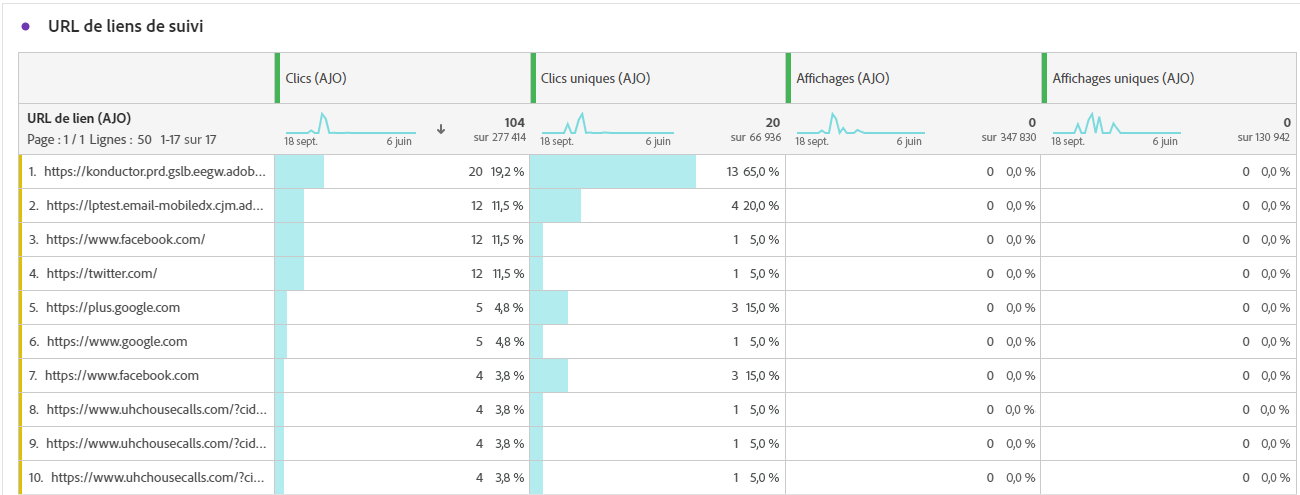 URL de liens de suivi
Clics (AJO) Clics uniques (AJO) Affichages (AJO) Affichages uniques (AJO)
URL de lien (AJO) 104 20 0 0
Page : 1 / 1 Lignes : 50 1-17 sur 17 sur 277 414 sur 66 936 sur 347 830 sur 130 942
18 sept. 6 juin 18 sept. 6 juin 18 sept. 6 juin 18 sept. 6 juin
1. https://konductor.prd.gslb.eegw.adob... 20 19,2 % 13 65,0 % 0 0,0 % 0 0,0 %
2. https://lptest.email-mobiledx.cjm.ad... 12 11,5 % 4 20,0 % 0 0,0 % 0 0,0 %
3. https://www.facebook.com/ 12 11,5 % 1 5,0 % 0 0,0 % 0 0,0 %
4. https://twitter.com/ 12 11,5 % 1 5,0 % 0 0,0 % 0 0,0 %
5. https://plus.google.com 5 4,8 % 3 15,0 % 0 0,0 % 0 0,0 %
6. https://www.google.com 5 4,8 % 1 5,0 % 0 0,0 % 0 0,0 %
7. https://www.facebook.com 4 3,8 % 3 15,0 % 0 0,0 % 0 0,0 %
8. https://www.uhchousecalls.com/?cid... 4 3,8 % 1 5,0 % 0 0,0 % 0 0,0 %
9. https://www.uhchousecalls.com/?cid... 4 3,8 % 1 5,0 % 0 0,0 % 0 0,0 %
10. https://www.uhchousecalls.com/?ci... 4 3,8 % 1 5,0 % 0 0,0 % 0 0,0 %